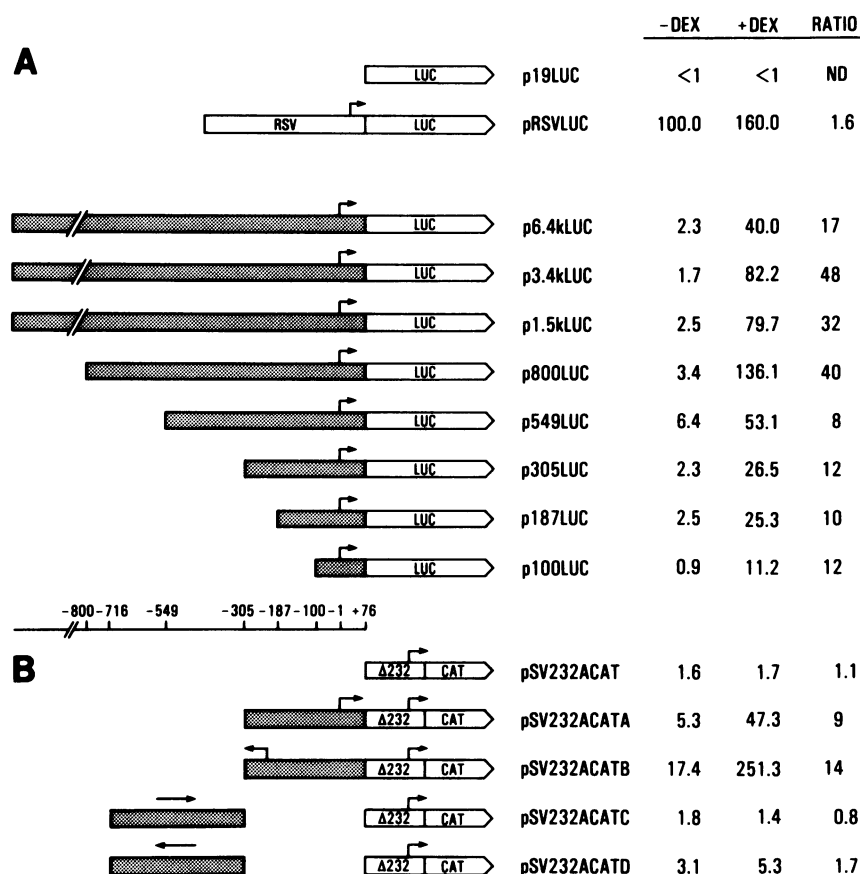 -DEX +DEX RATIO
A
LUC p19LUC <1 <1 ND
RSV LUC pRSVLUC 100.0 160.0 1.6
LUC p6.4kLUC 2.3 40.0 17
LUC p3.4kLUC 1.7 82.2 48
LUC p1.5kLUC 2.5 79.7 32
LUC p800LUC 3.4 136.1 40
LUC p549LUC 6.4 53.1 8
LUC p305LUC 2.3 26.5 12
LUC p187LUC 2.5 25.3 10
LUC p100LUC 0.9 11.2 12
-800 -716 -549 -305 -187 -100 -1 +76
B
Δ232 CAT pSV232ACAT 1.6 1.7 1.1
Δ232 CAT pSV232ACATA 5.3 47.3 9
Δ232 CAT pSV232ACATB 17.4 251.3 14
Δ232 CAT pSV232ACATC 1.8 1.4 0.8
Δ232 CAT pSV232ACATD 3.1 5.3 1.7